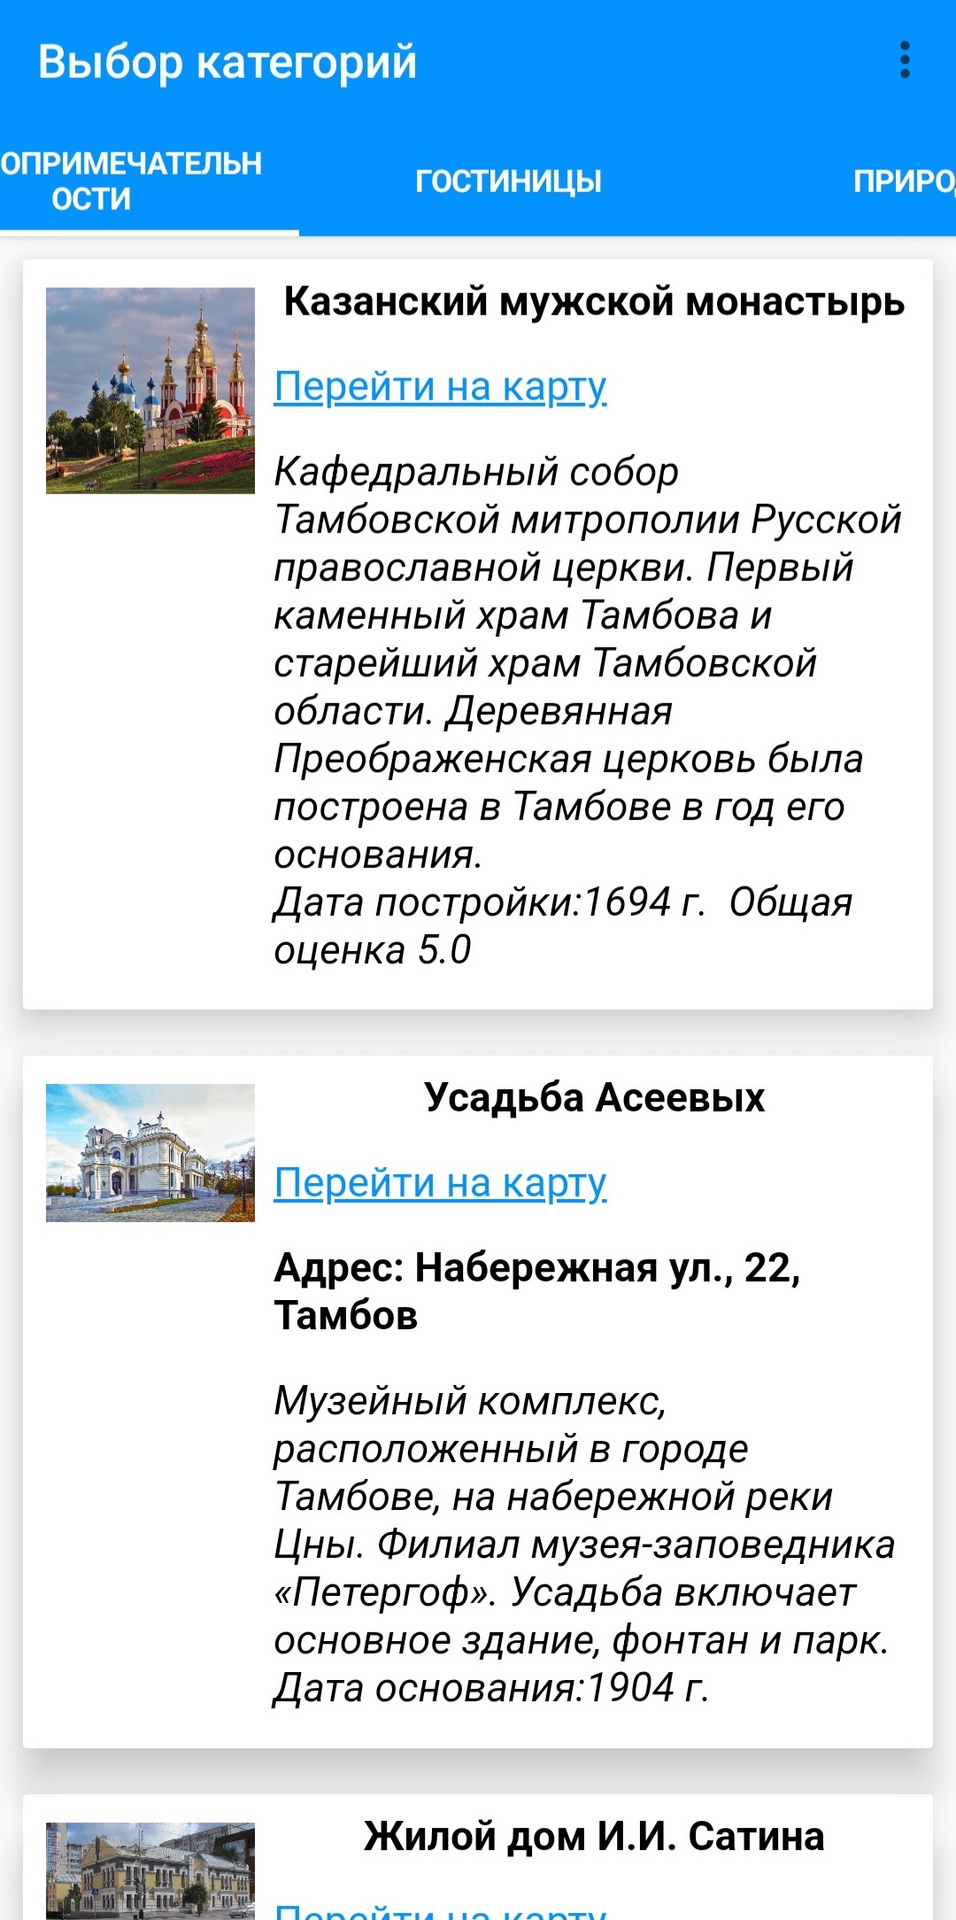 Выбор категорий
ОПРИМЕЧАТЕЛЬН
ОСТИ
ГОСТИНИЦЫ
ПРИРО
Казанский мужской монастырь
Перейти на карту
Кафедральный собор
Тамбовской митрополии Русской
православной церкви. Первый
каменный храм Тамбова и
старейший храм Тамбовской
области. Деревянная
Преображенская церковь была
построена в Тамбове в год его
основания.
Дата постройки:1694 г.  Общая
оценка 5.0
Усадьба Асеевых
Перейти на карту
Адрес: Набережная ул., 22,
Тамбов
Музейный комплекс,
расположенный в городе
Тамбове, на набережной реки
Цны. Филиал музея-заповедника
«Петергоф». Усадьба включает
основное здание, фонтан и парк.
Дата основания:1904 г.
Жилой дом И.И. Сатина
Перейти на карту